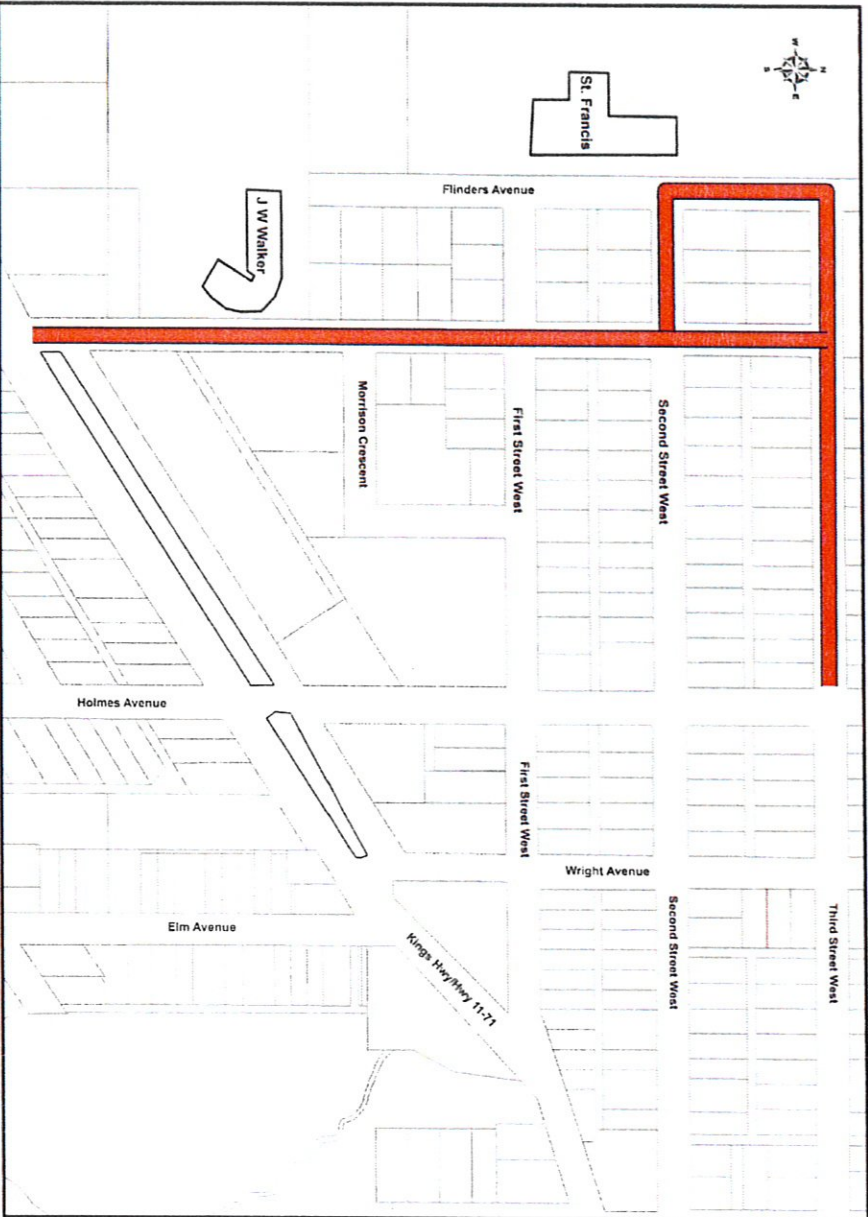 N
W
E
S
St. Francis
Flinders Avenue
J W Walker
Morrison Crescent
First Street West
Second Street West
Holmes Avenue
First Street West
Wright Avenue
Second Street West
Third Street West
Elm Avenue
Kings Hwy/Hwy 11-71